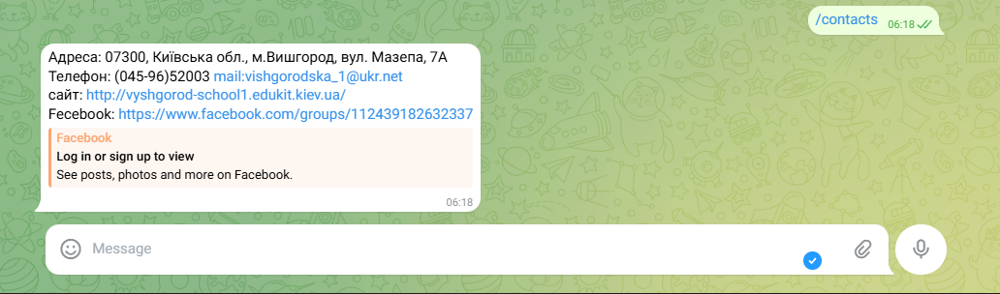 /contacts 06:18
Адреса: 07300, Київська обл., м.Вишгород, вул. Мазепа, 7А
Телефон: (045-96)52003 mail:vishgorodska_1@ukr.net
сайт: http://vyshgorod-school1.edukit.kiev.ua/
Fecebook: https://www.facebook.com/groups/112439182632337
Facebook
Log in or sign up to view
See posts, photos and more on Facebook.
06:18
Message